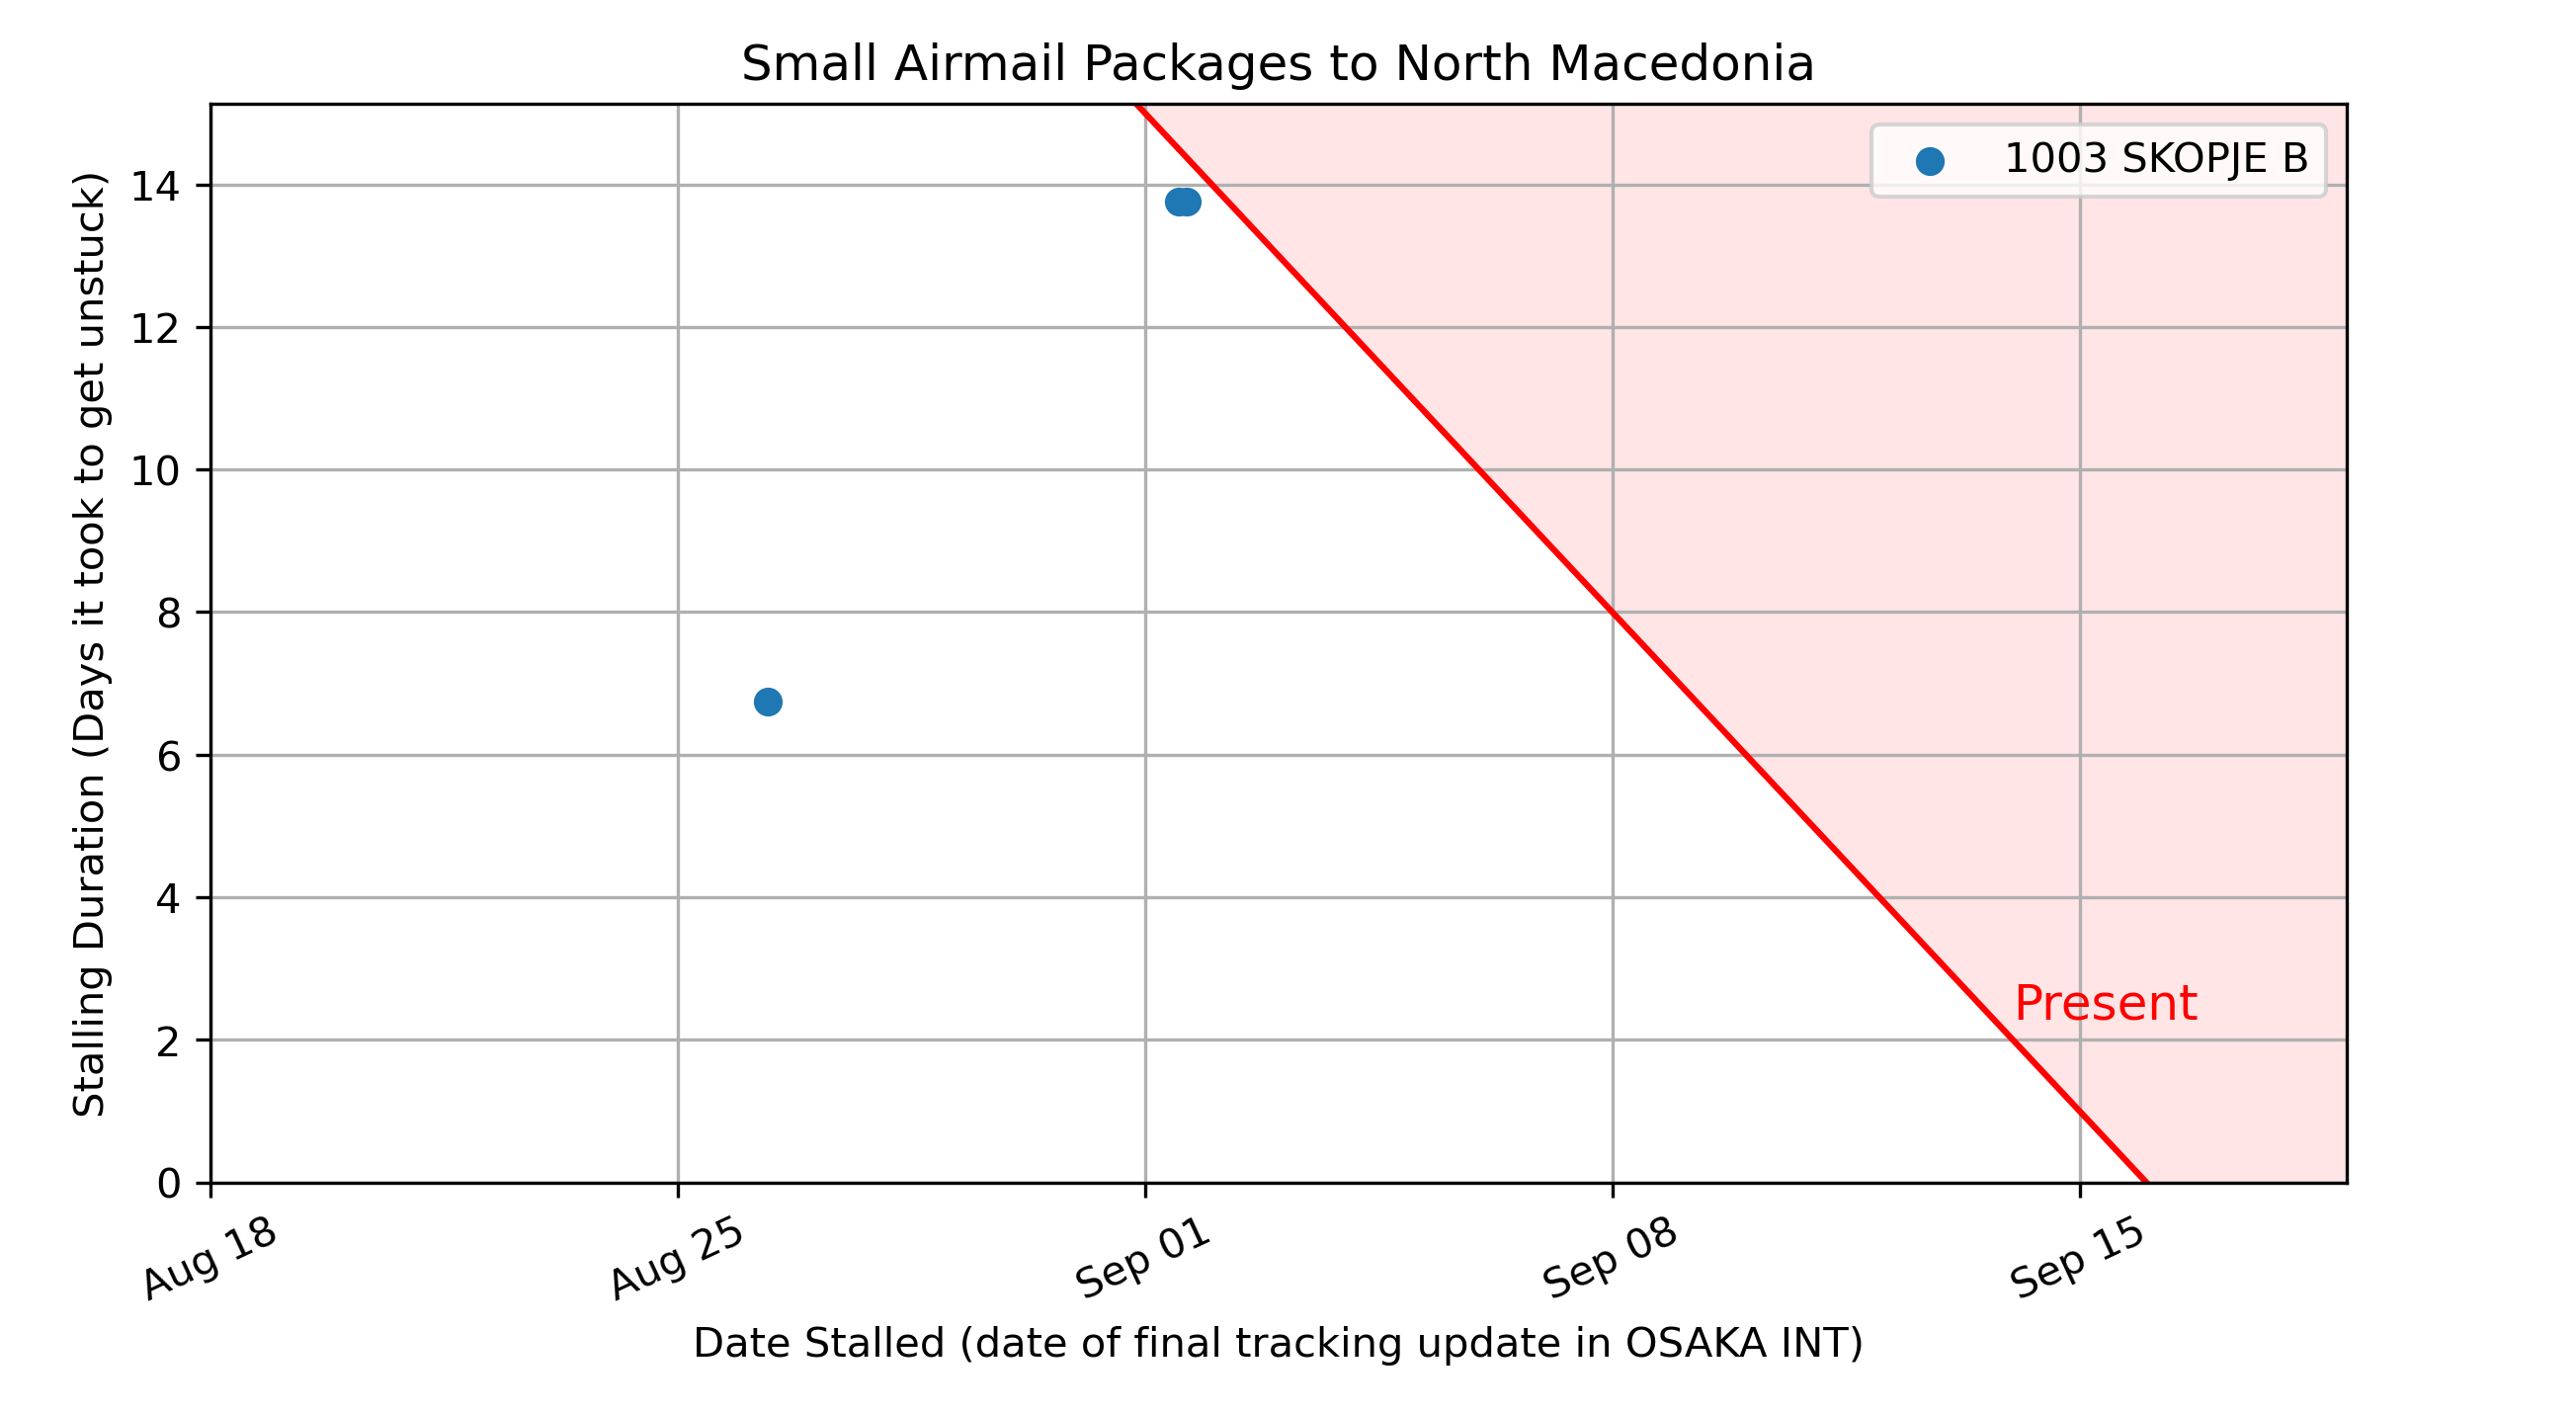 Small Airmail Packages to North Macedonia
1003 SKOPJE B
Stalling Duration (Days it took to get unstuck)
14
12
10
8
6
4
2
0
Present
Aug 18
Aug 25
Sep 01
Sep 08
Sep 15
Date Stalled (date of final tracking update in OSAKA INT)